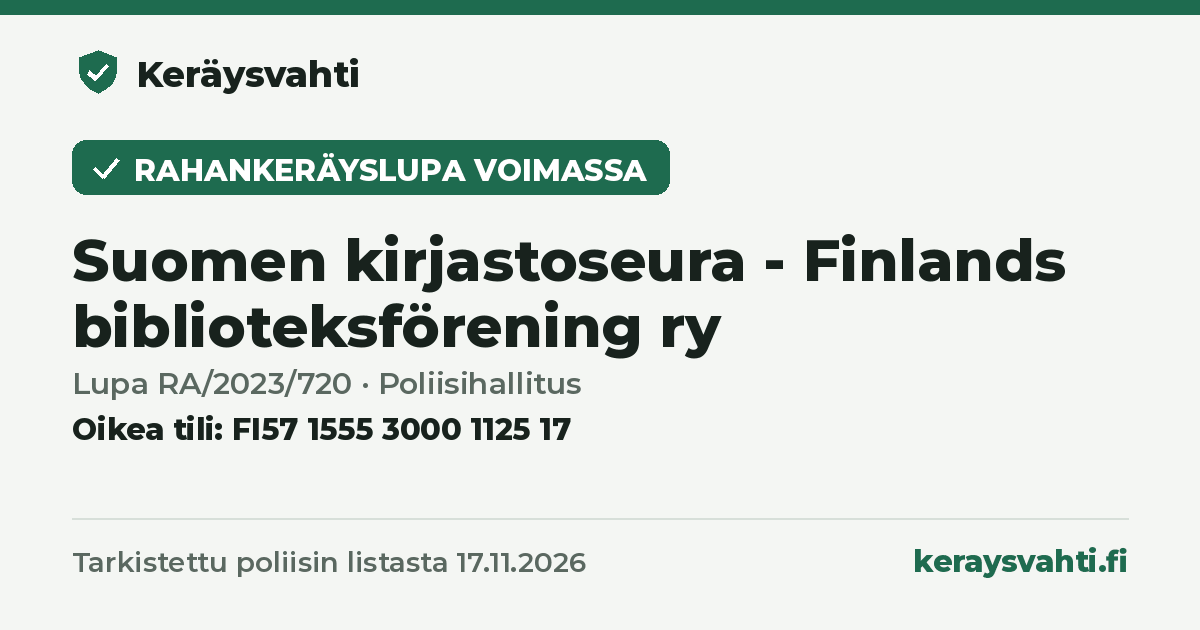 Keräysvahti
RAHANKERÄYSLUPA VOIMASSA
Suomen kirjastoseura - Finlands
biblioteksförening ry
Lupa RA/2023/720 · Poliisihallitus
Oikea tili: FI57 1555 3000 1125 17
Tarkistettu poliisin listasta 17.11.2026
keraysvahti.fi